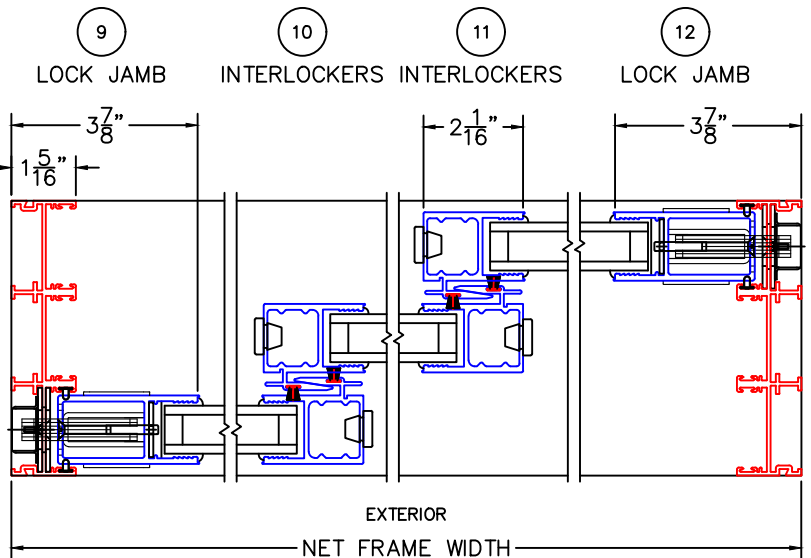 9 10 11 12
LOCK JAMB INTERLOCKERS INTERLOCKERS LOCK JAMB
3 7/8" 2 1/16" 3 7/8"
1 5/16"
EXTERIOR
NET FRAME WIDTH